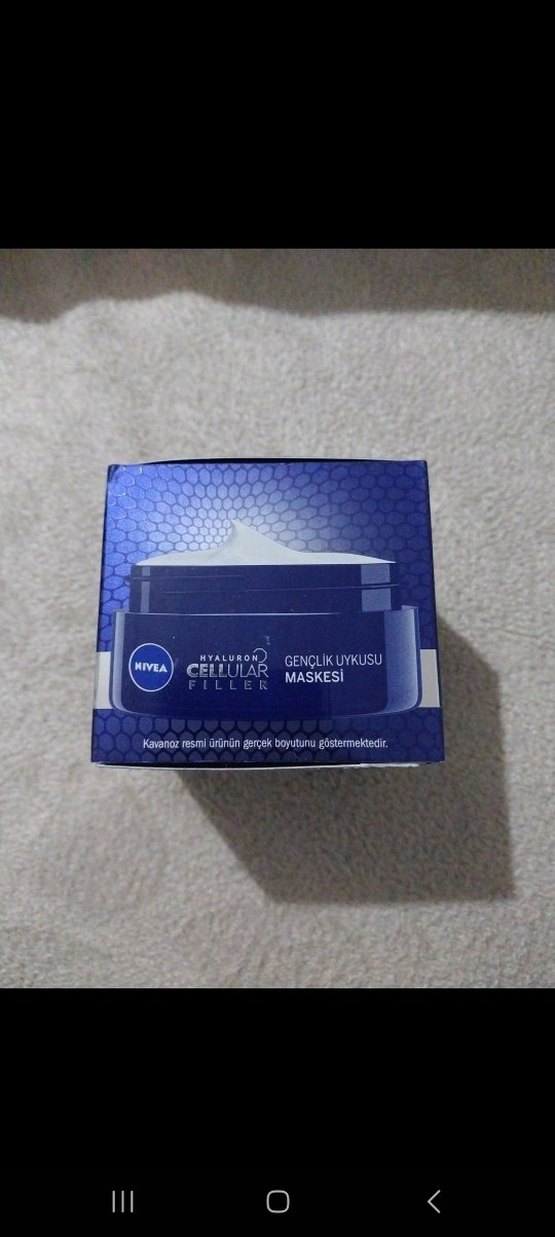 NIVEA
HYALURON
CELLULAR
FILLER
GENÇLİK UYKUSU
MASKESİ
Kavanoz resmi ürünün gerçek boyutunu göstermektedir.